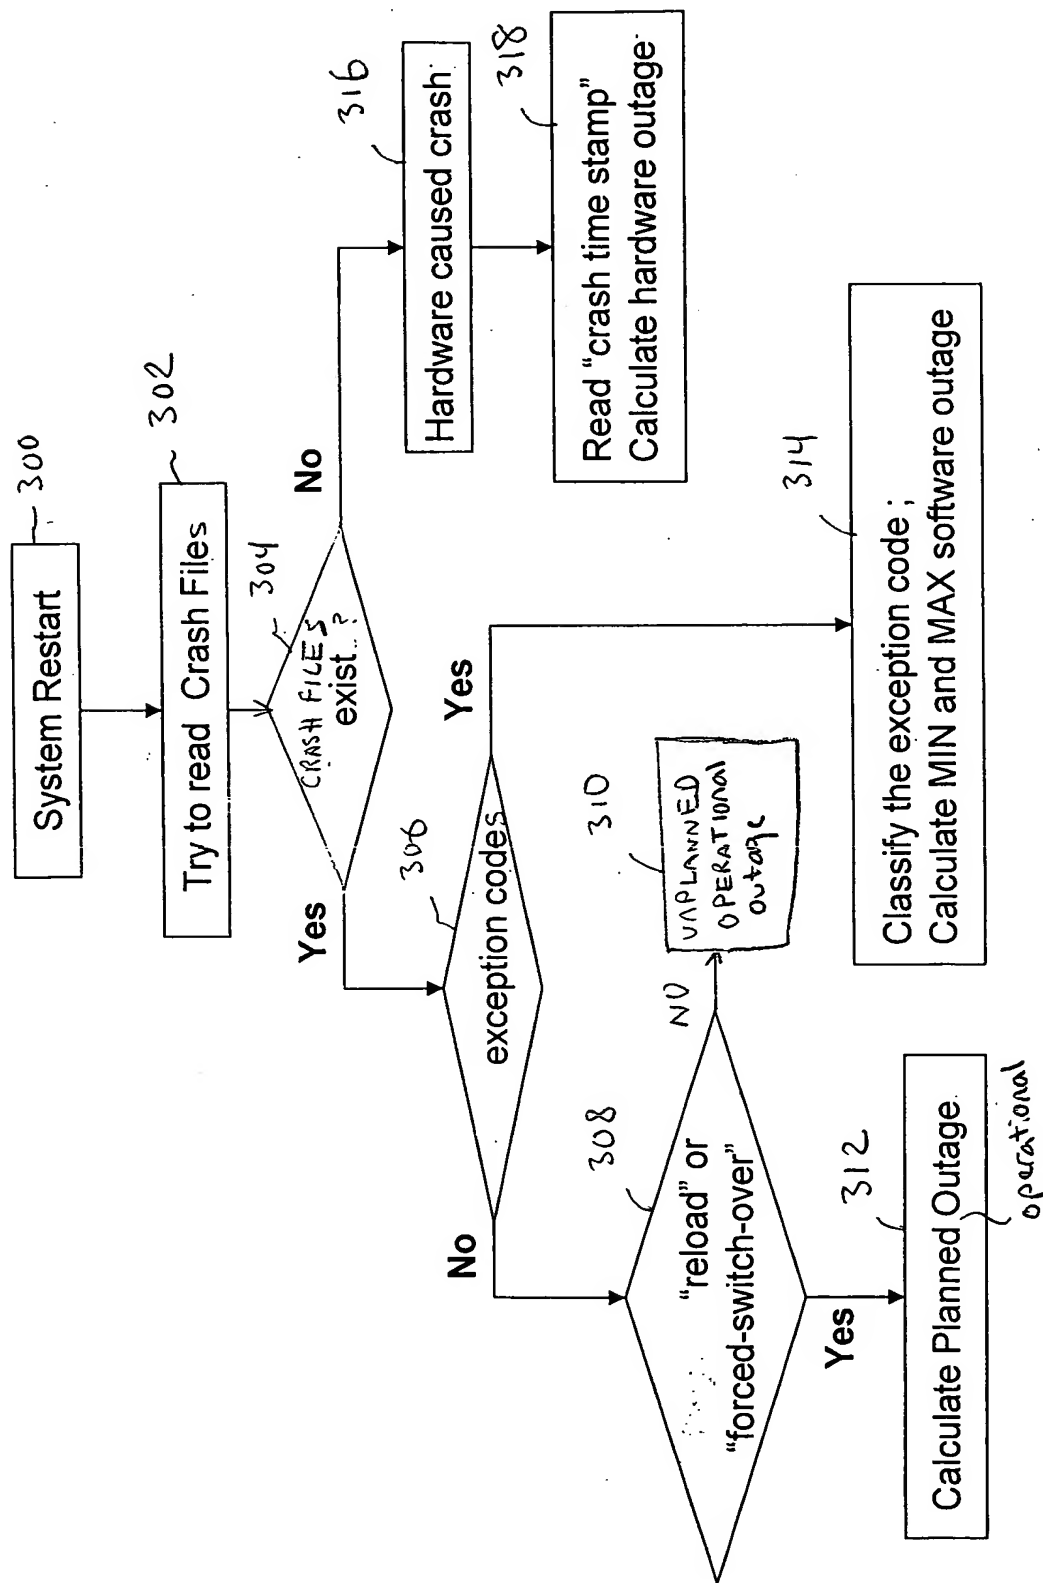 System Restart
300
Try to read Crash Files
302
304
CRASH FILES
exist..?
No
Yes
Hardware caused crash
316
Read "crash time stamp"
Calculate hardware outage
318
306
exception codes
Yes
No
Classify the exception code;
Calculate MIN and MAX software outage
314
308
"reload" or
"forced-switch-over"
NO
310
UNPLANNED
OPERATIONAL
outage
Yes
312
Calculate Planned Outage
operational